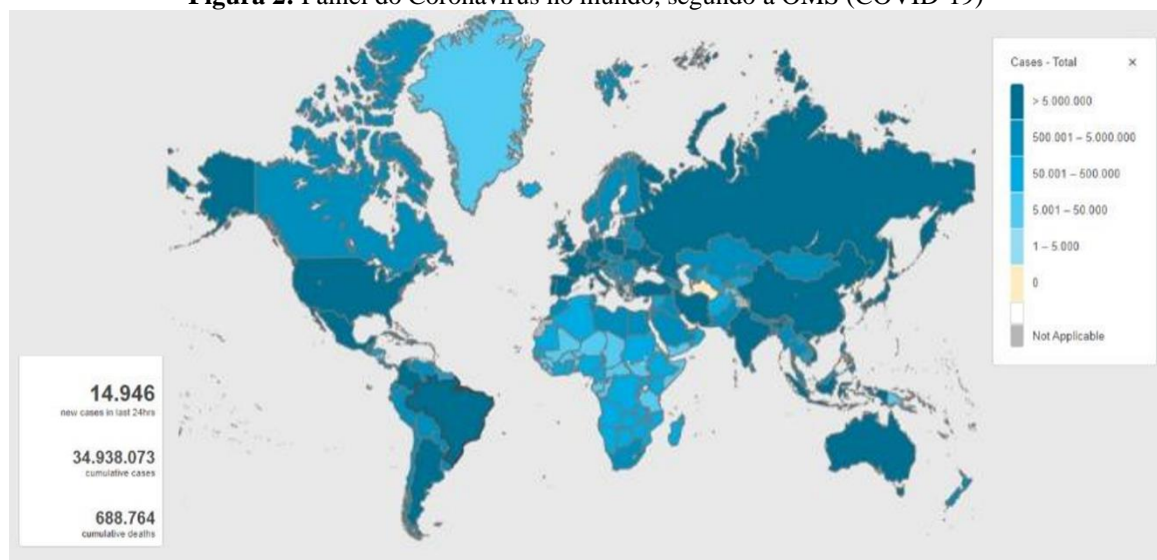 Figura 2: Painel do Coronavírus no mundo, segundo a OMS (COVID-19)
Cases - Total ×
> 5.000.000
500.001 – 5.000.000
50.001 – 500.000
5.001 – 50.000
1 – 5.000
0
Not Applicable
14.946
new cases in last 24hrs
34.938.073
cumulative cases
688.764
cumulative deaths